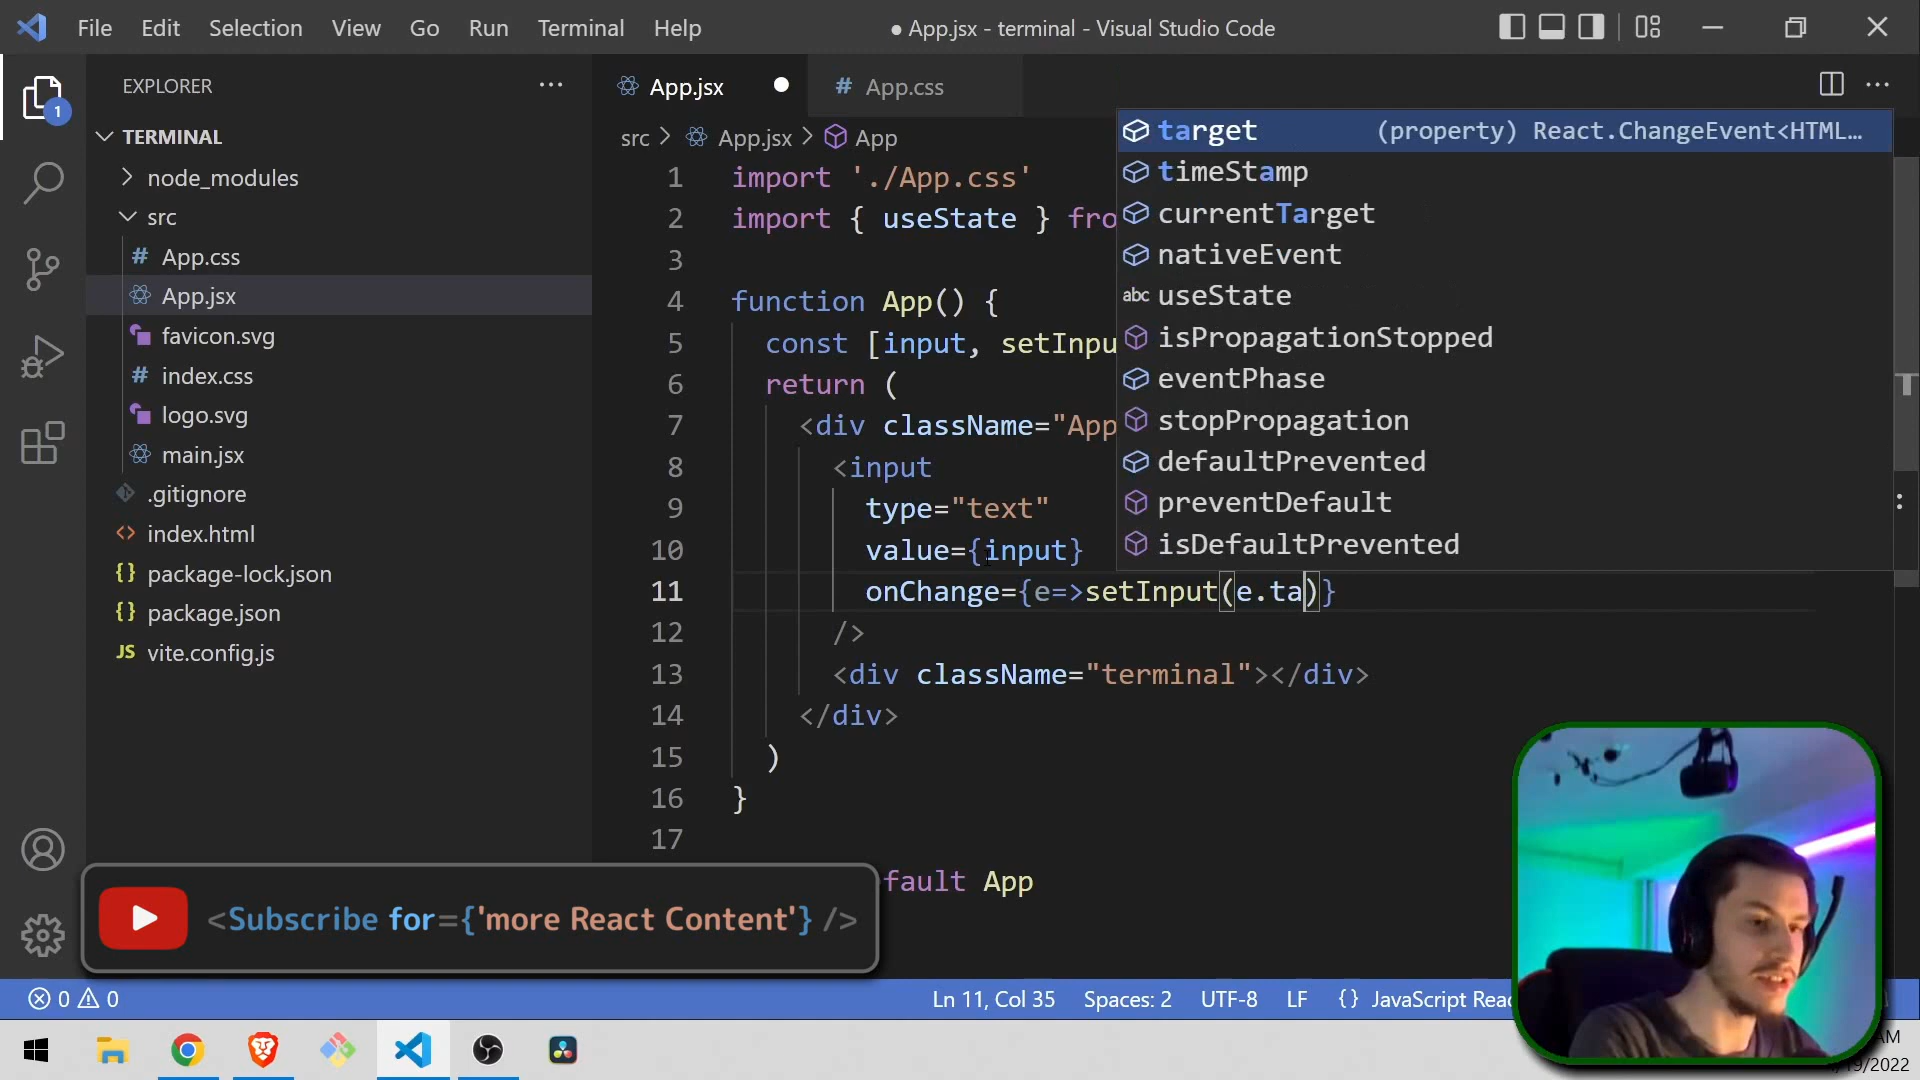 File Edit Selection View Go Run Terminal Help
● App.jsx - terminal - Visual Studio Code
EXPLORER
1
TERMINAL
node_modules
src
# App.css
App.jsx
favicon.svg
# index.css
logo.svg
main.jsx
.gitignore
<> index.html
{} package-lock.json
{} package.json
JS vite.config.js
App.jsx
# App.css
src > App.jsx > App
1 import './App.css'
2 import { useState } fro
3
4 function App() {
5 const [input, setInpu
6 return (
7 <div className="App
8 <input
9 type="text"
10 value={input}
11 onChange={e=>setInput(e.ta)}
12 />
13 <div className="terminal"></div>
14 </div>
15 )
16 }
17
fault App
target (property) React.ChangeEvent<HTML…
timeStamp
currentTarget
nativeEvent
abc useState
isPropagationStopped
eventPhase
stopPropagation
defaultPrevented
preventDefault
isDefaultPrevented
<Subscribe for={'more React Content'} />
0 0
Ln 11, Col 35 Spaces: 2 UTF-8 LF {} JavaScript Reac
AM
19/2022